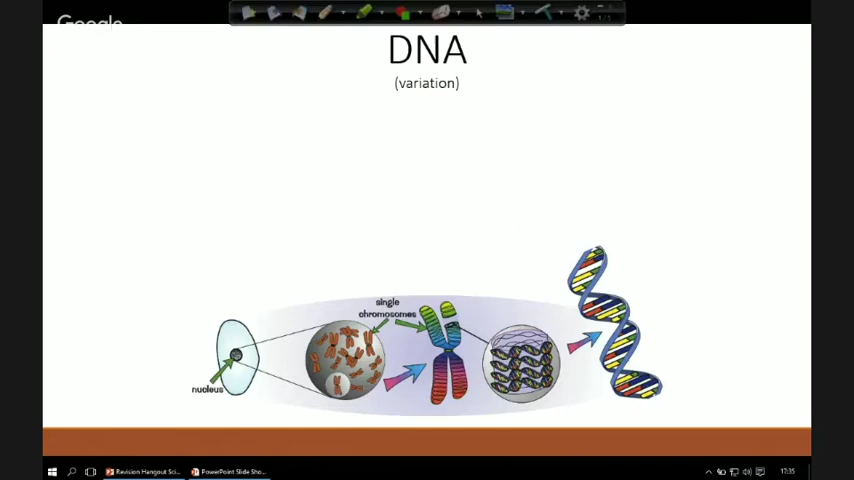 Google
DNA
(variation)
single
chromosomes
nucleus
Revision Hangout Sci...
PowerPoint Slide Sho...
17:35